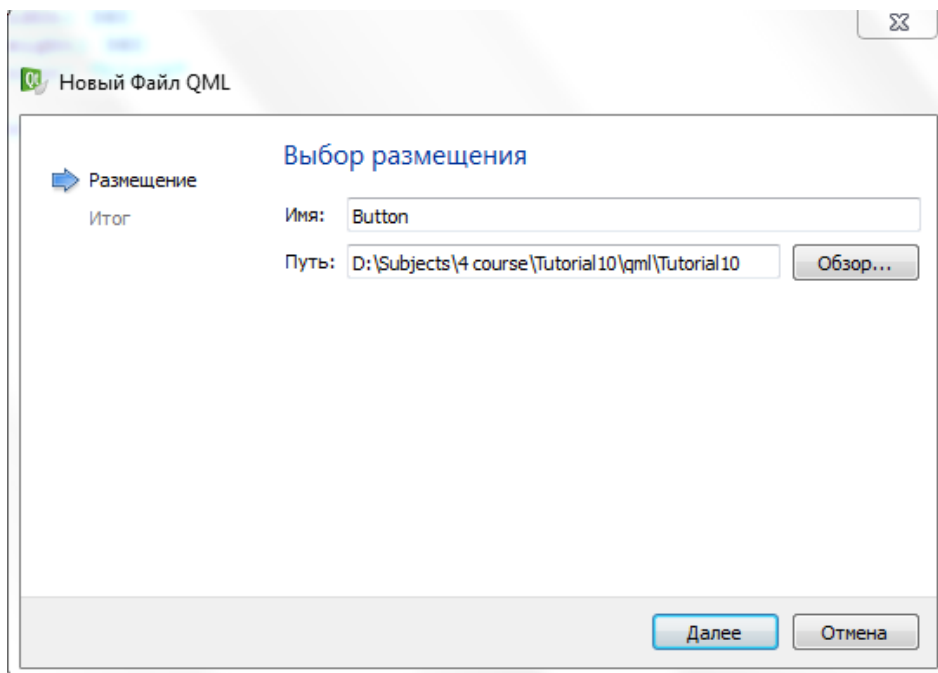 Новый Файл QML
Выбор размещения
Размещение
Итог
Имя: Button
Путь: D:\Subjects\4 course\Tutorial10\qml\Tutorial10 Обзор...
Далее Отмена